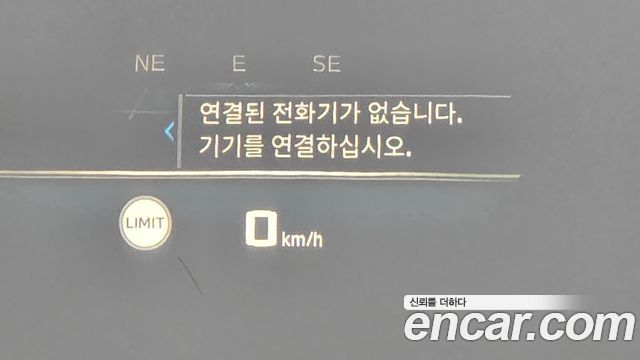 NE E SE
연결된 전화기가 없습니다.
기기를 연결하십시오.
LIMIT 0 km/h
신뢰를 더하다
encar.com